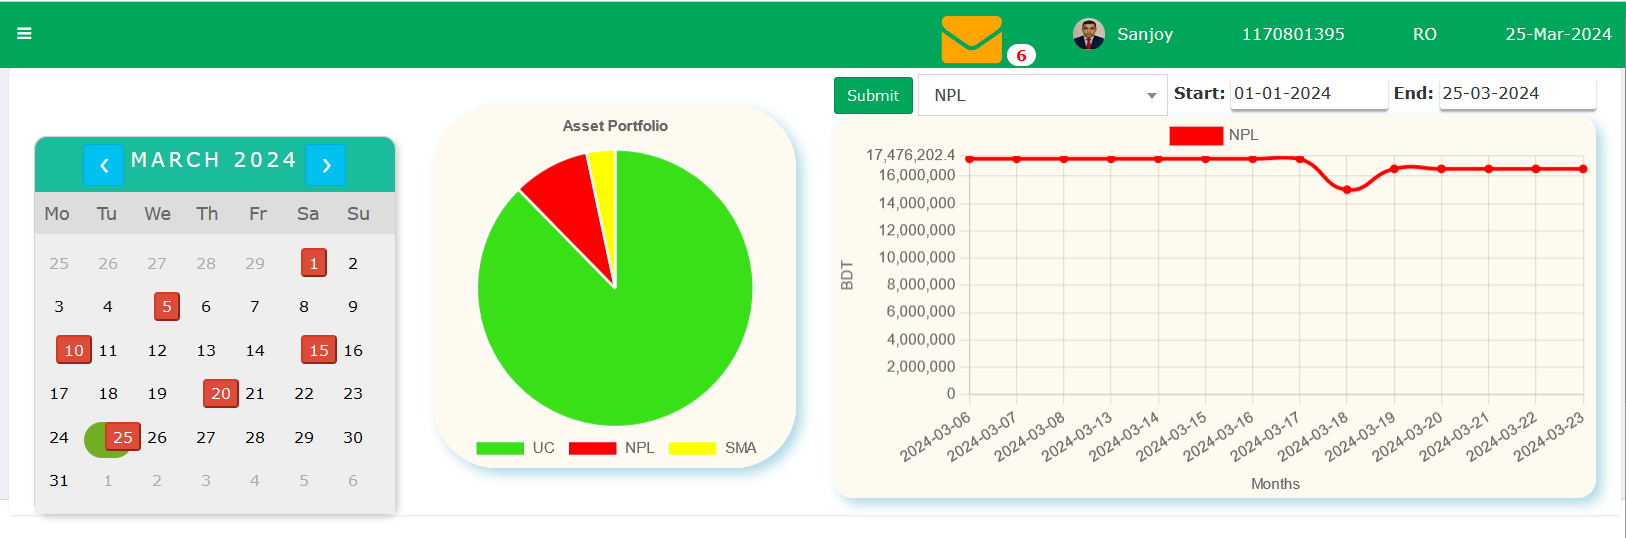 Sanjoy 1170801395 RO 25-Mar-2024
6
Submit NPL Start: 01-01-2024 End: 25-03-2024
‹ MARCH 2024 ›
Mo Tu We Th Fr Sa Su
25 26 27 28 29 1 2
3 4 5 6 7 8 9
10 11 12 13 14 15 16
17 18 19 20 21 22 23
24 25 26 27 28 29 30
31 1 2 3 4 5 6
Asset Portfolio
UC NPL SMA
NPL
17,476,202.4
16,000,000
14,000,000
12,000,000
10,000,000
8,000,000
6,000,000
4,000,000
2,000,000
0
BDT
2024-03-06 2024-03-07 2024-03-08 2024-03-13 2024-03-14 2024-03-15 2024-03-16 2024-03-17 2024-03-18 2024-03-19 2024-03-20 2024-03-21 2024-03-22 2024-03-23
Months